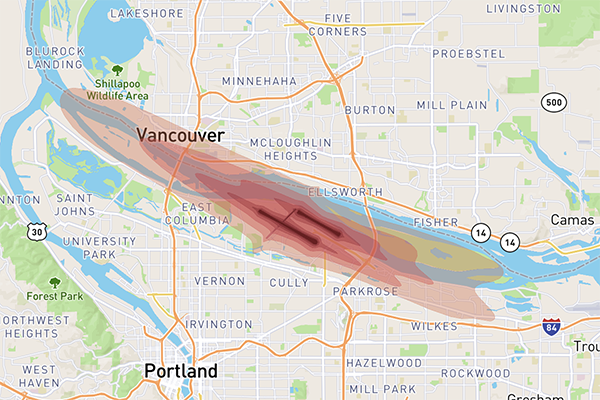 LIVINGSTON
LAKESHORE
FIVE
CORNERS
BLUROCK
LANDING
PROEBSTEL
Shillapoo
Wildlife Area
MINNEHAHA
BURTON
MILL PLAIN
500
Vancouver
MCLOUGHLIN
HEIGHTS
ELLSWORTH
SAINT
JOHNS
NNTON
EAST
COLUMBIA
FISHER
14
14
Camas
30
UNIVERSITY
PARK
VERNON
CULLY
PARKROSE
Forest Park
IRVINGTON
WILKES
84
NORTHWEST
HEIGHTS
Trou
WEST
HAVEN
Portland
HAZELWOOD
ROCKWOOD
MILL PARK
Gresham